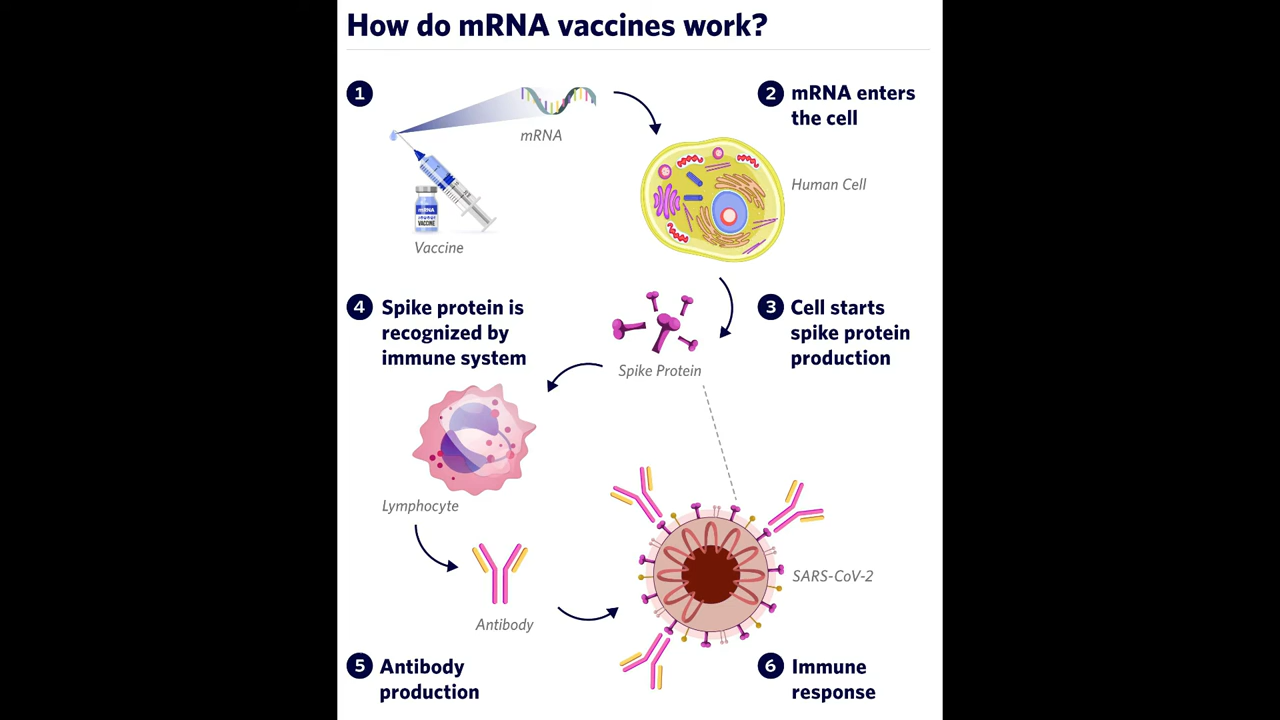 How do mRNA vaccines work?
1
mRNA
mRNA
VACCINE
Vaccine
2 mRNA enters
the cell
Human Cell
3 Cell starts
spike protein
production
Spike Protein
4 Spike protein is
recognized by
immune system
Lymphocyte
Antibody
5 Antibody
production
SARS-CoV-2
6 Immune
response